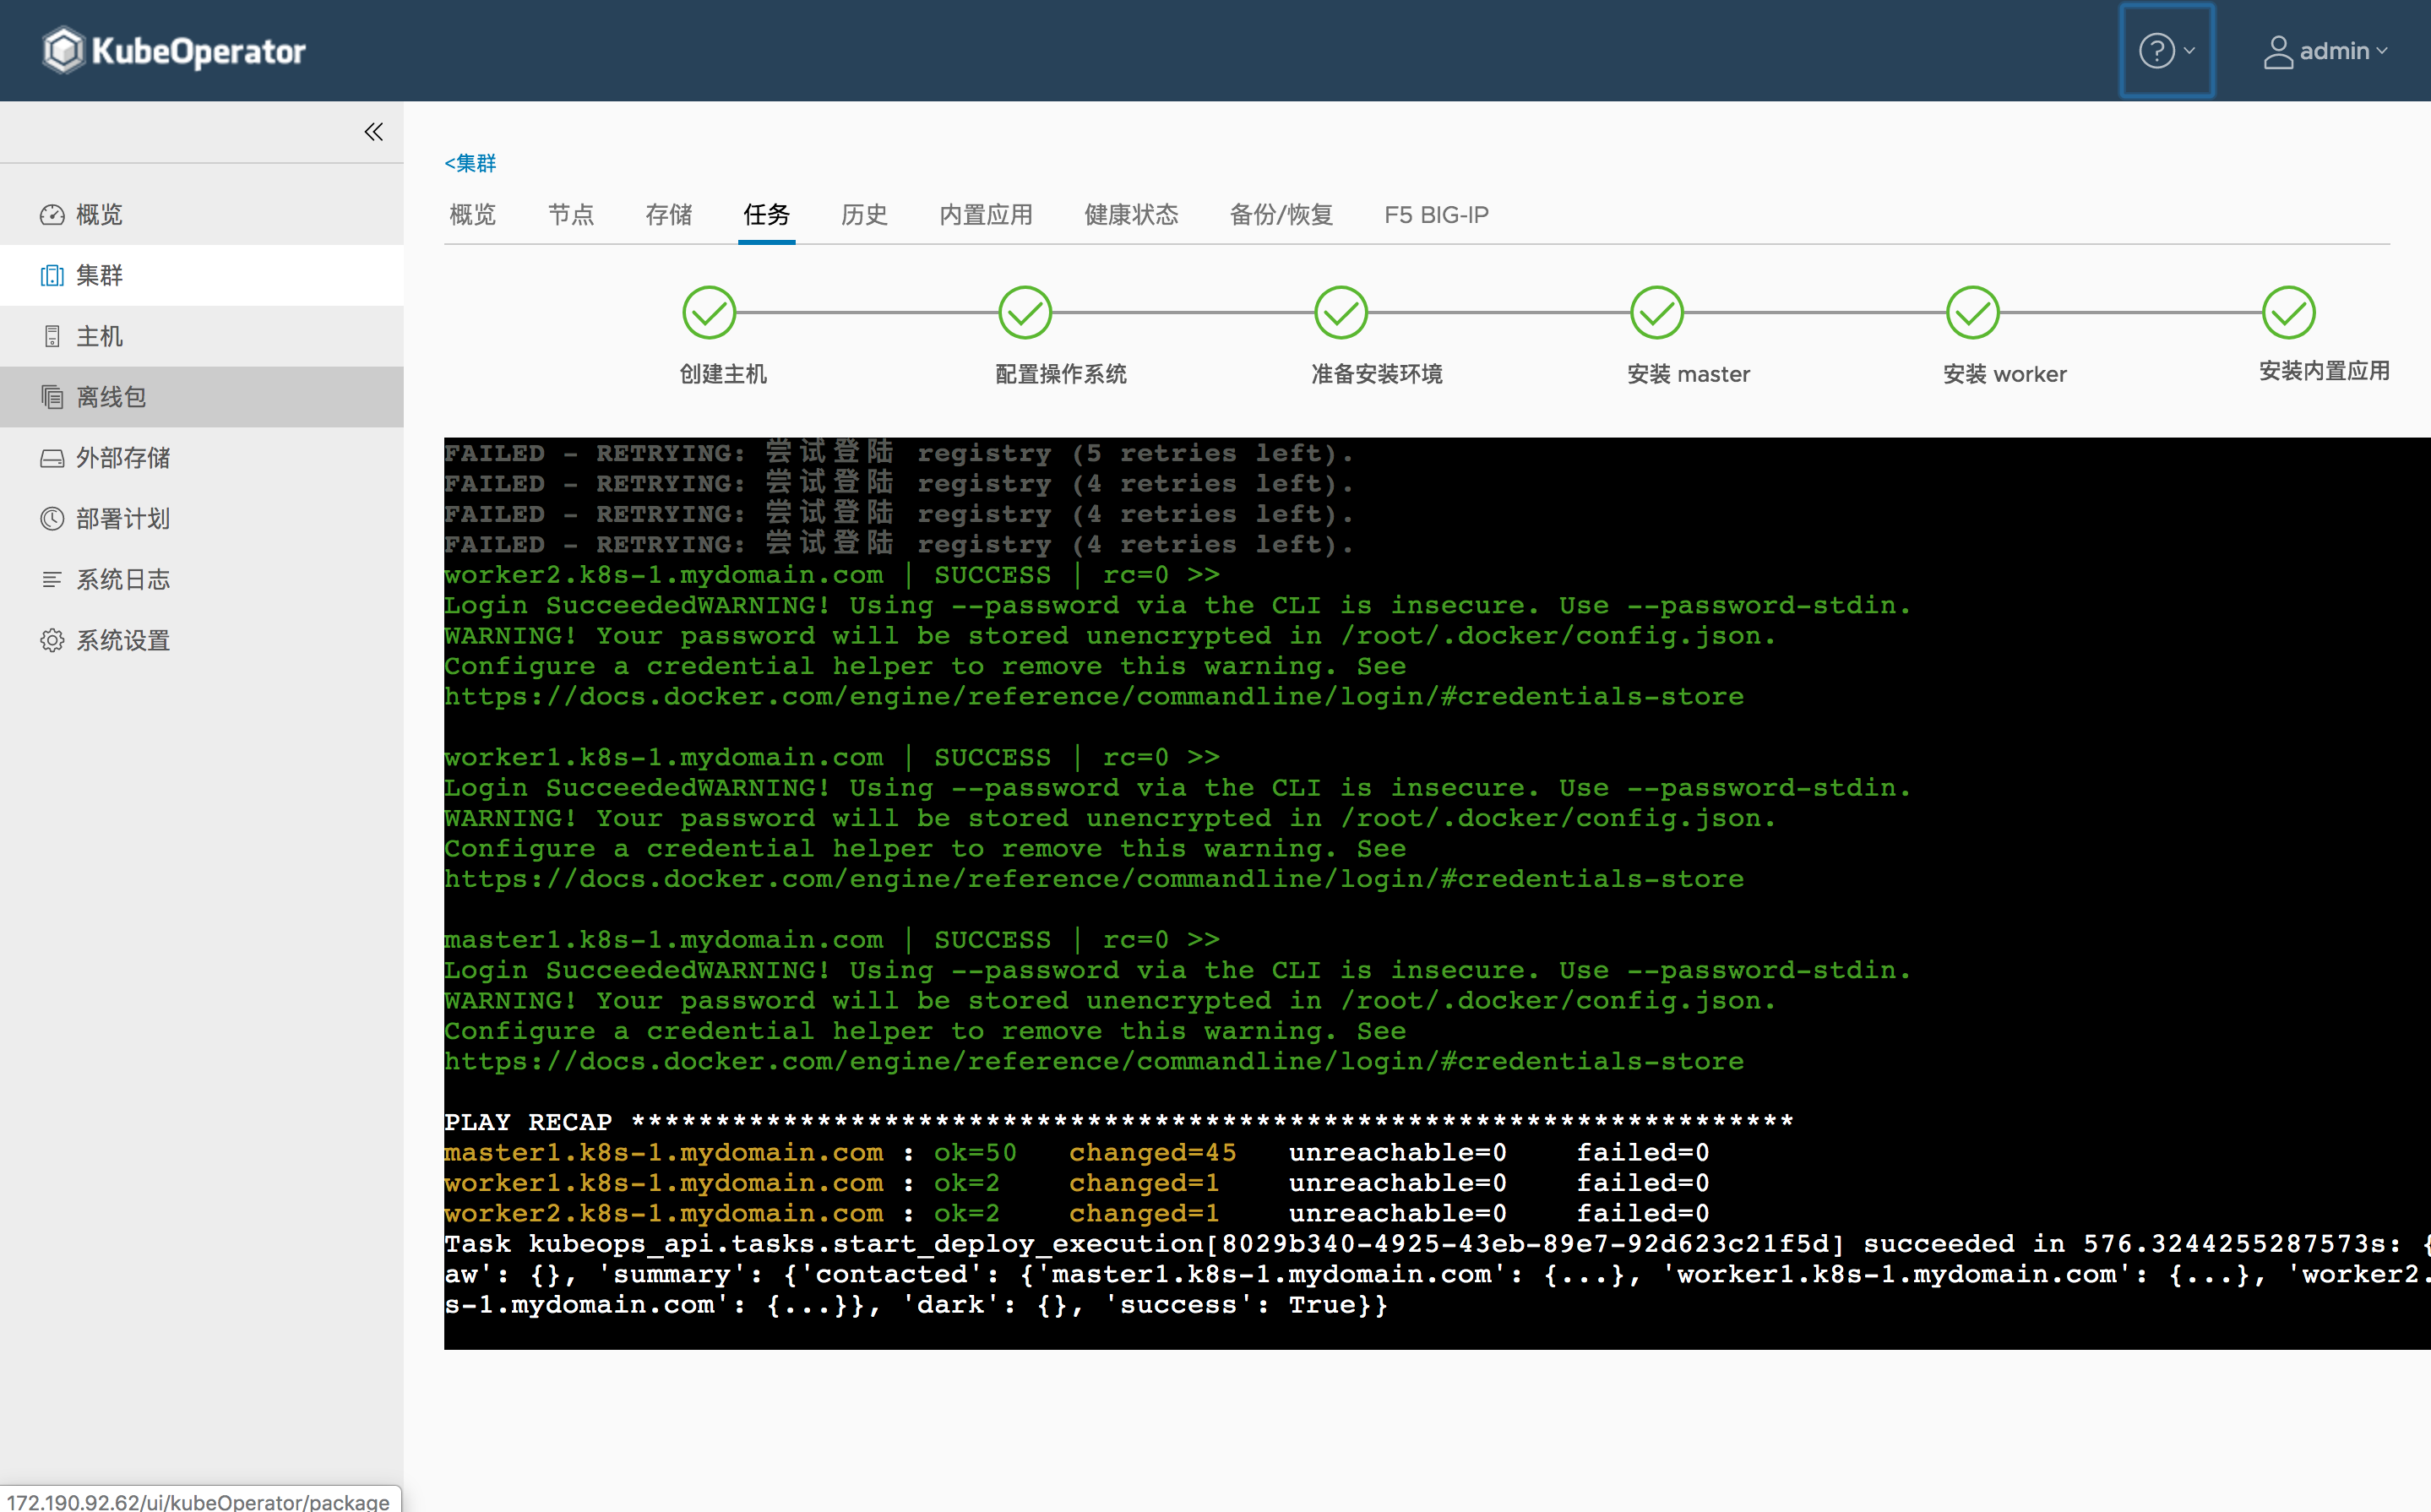 KubeOperator
admin
<集群
概览 节点 存储 任务 历史 内置应用 健康状态 备份/恢复 F5 BIG-IP
概览
集群
主机
离线包
外部存储
部署计划
系统日志
系统设置
创建主机 配置操作系统 准备安装环境 安装 master 安装 worker 安装内置应用
FAILED - RETRYING: 尝试登陆 registry (5 retries left).
FAILED - RETRYING: 尝试登陆 registry (4 retries left).
FAILED - RETRYING: 尝试登陆 registry (4 retries left).
FAILED - RETRYING: 尝试登陆 registry (4 retries left).
worker2.k8s-1.mydomain.com | SUCCESS | rc=0 >>
Login SucceededWARNING! Using --password via the CLI is insecure. Use --password-stdin.
WARNING! Your password will be stored unencrypted in /root/.docker/config.json.
Configure a credential helper to remove this warning. See
https://docs.docker.com/engine/reference/commandline/login/#credentials-store
worker1.k8s-1.mydomain.com | SUCCESS | rc=0 >>
Login SucceededWARNING! Using --password via the CLI is insecure. Use --password-stdin.
WARNING! Your password will be stored unencrypted in /root/.docker/config.json.
Configure a credential helper to remove this warning. See
https://docs.docker.com/engine/reference/commandline/login/#credentials-store
master1.k8s-1.mydomain.com | SUCCESS | rc=0 >>
Login SucceededWARNING! Using --password via the CLI is insecure. Use --password-stdin.
WARNING! Your password will be stored unencrypted in /root/.docker/config.json.
Configure a credential helper to remove this warning. See
https://docs.docker.com/engine/reference/commandline/login/#credentials-store
PLAY RECAP *********************************************************************
master1.k8s-1.mydomain.com : ok=50 changed=45 unreachable=0 failed=0
worker1.k8s-1.mydomain.com : ok=2 changed=1 unreachable=0 failed=0
worker2.k8s-1.mydomain.com : ok=2 changed=1 unreachable=0 failed=0
Task kubeops_api.tasks.start_deploy_execution[8029b340-4925-43eb-89e7-92d623c21f5d] succeeded in 576.3244255287573s: {
aw': {}, 'summary': {'contacted': {'master1.k8s-1.mydomain.com': {...}, 'worker1.k8s-1.mydomain.com': {...}, 'worker2.
s-1.mydomain.com': {...}}, 'dark': {}, 'success': True}}
172.190.92.62/ui/kubeOperator/package